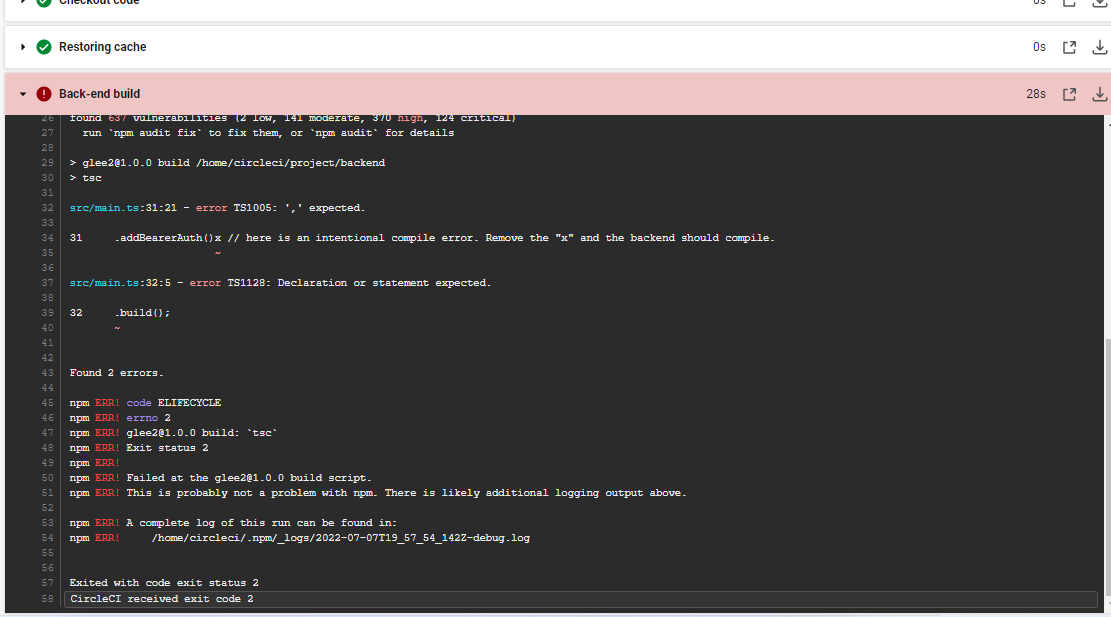 Checkout code 0s
Restoring cache 0s
Back-end build 28s
26 found 637 vulnerabilities (2 low, 141 moderate, 370 high, 124 critical)
27 run `npm audit fix` to fix them, or `npm audit` for details
28
29 > glee2@1.0.0 build /home/circleci/project/backend
30 > tsc
31
32 src/main.ts:31:21 - error TS1005: ',' expected.
33
34 31 .addBearerAuth()x // here is an intentional compile error. Remove the "x" and the backend should compile.
35 ~
36
37 src/main.ts:32:5 - error TS1128: Declaration or statement expected.
38
39 32 .build();
40 ~
41
42
43 Found 2 errors.
44
45 npm ERR! code ELIFECYCLE
46 npm ERR! errno 2
47 npm ERR! glee2@1.0.0 build: `tsc`
48 npm ERR! Exit status 2
49 npm ERR!
50 npm ERR! Failed at the glee2@1.0.0 build script.
51 npm ERR! This is probably not a problem with npm. There is likely additional logging output above.
52
53 npm ERR! A complete log of this run can be found in:
54 npm ERR! /home/circleci/.npm/_logs/2022-07-07T19_57_54_142Z-debug.log
55
56
57 Exited with code exit status 2
58 CircleCI received exit code 2